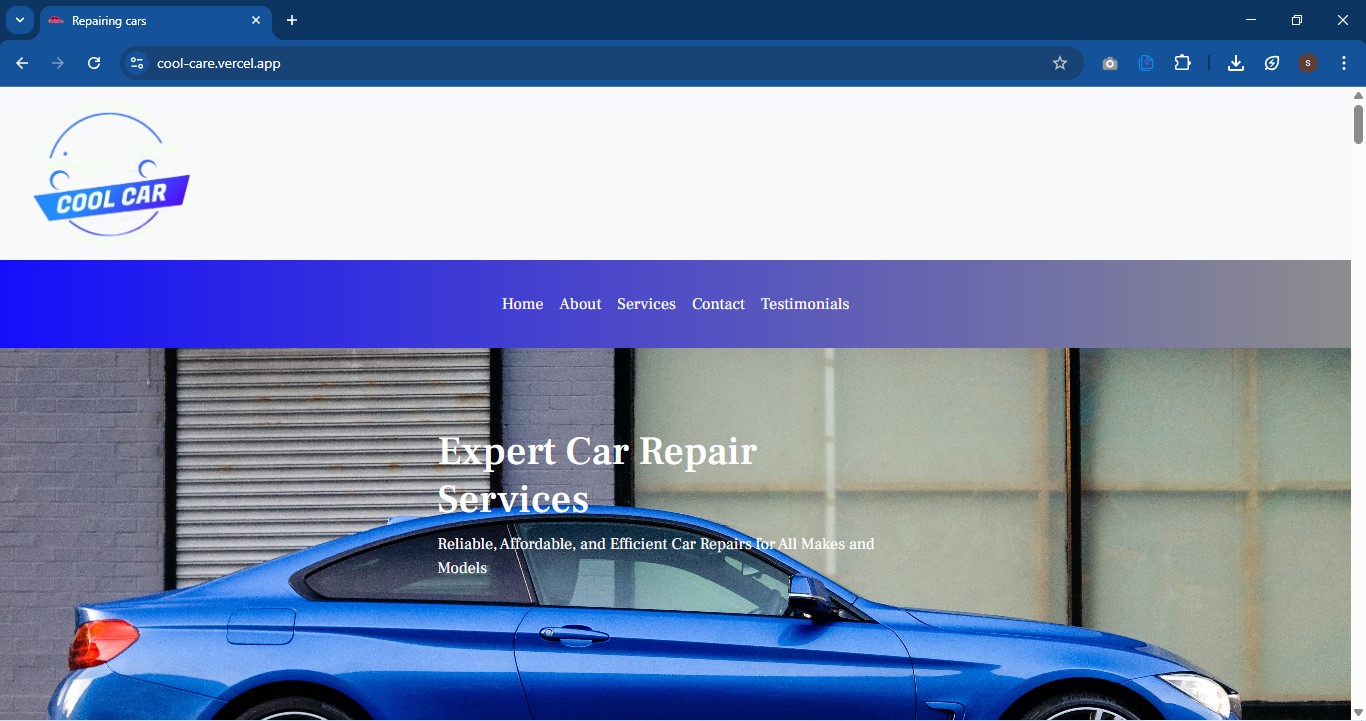 Repairing cars
cool-care.vercel.app
s
COOL CAR
Home About Services Contact Testimonials
Expert Car Repair
Services
Reliable, Affordable, and Efficient Car Repairs for All Makes and
Models